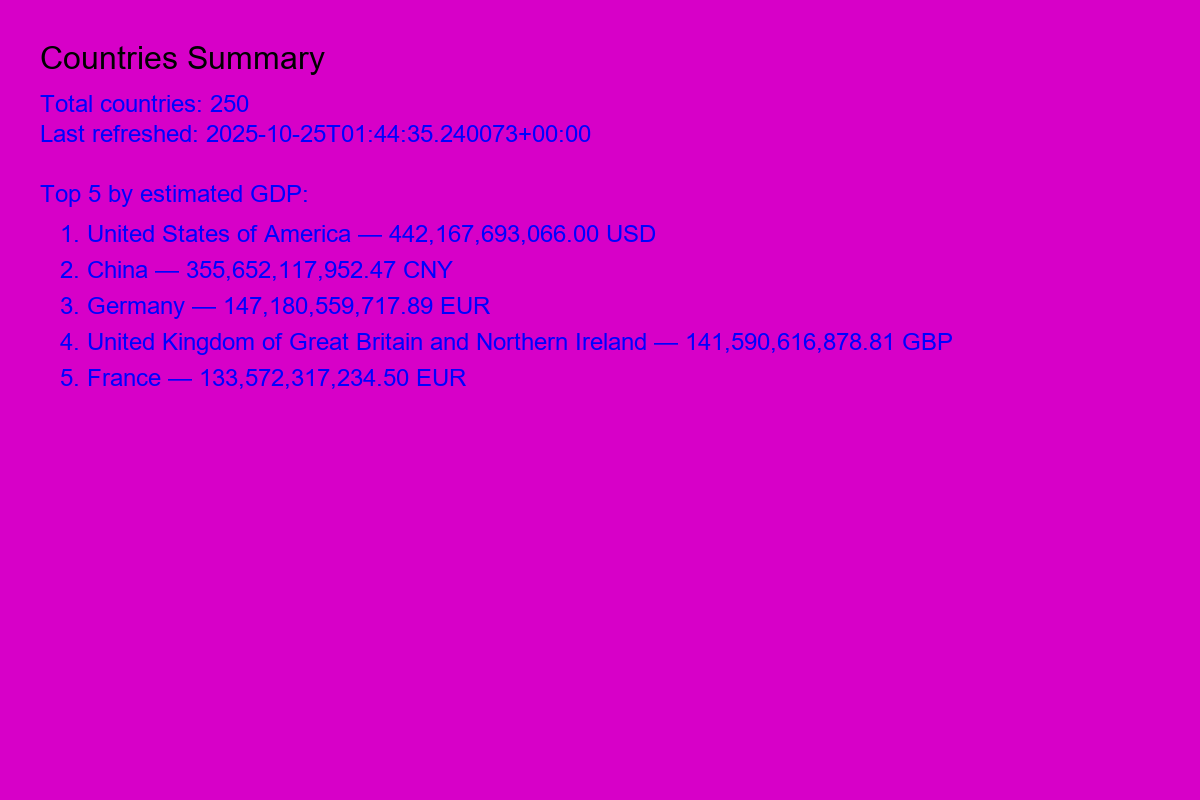 Countries Summary
Total countries: 250
Last refreshed: 2025-10-25T01:44:35.240073+00:00
Top 5 by estimated GDP:
1. United States of America — 442,167,693,066.00 USD
2. China — 355,652,117,952.47 CNY
3. Germany — 147,180,559,717.89 EUR
4. United Kingdom of Great Britain and Northern Ireland — 141,590,616,878.81 GBP
5. France — 133,572,317,234.50 EUR